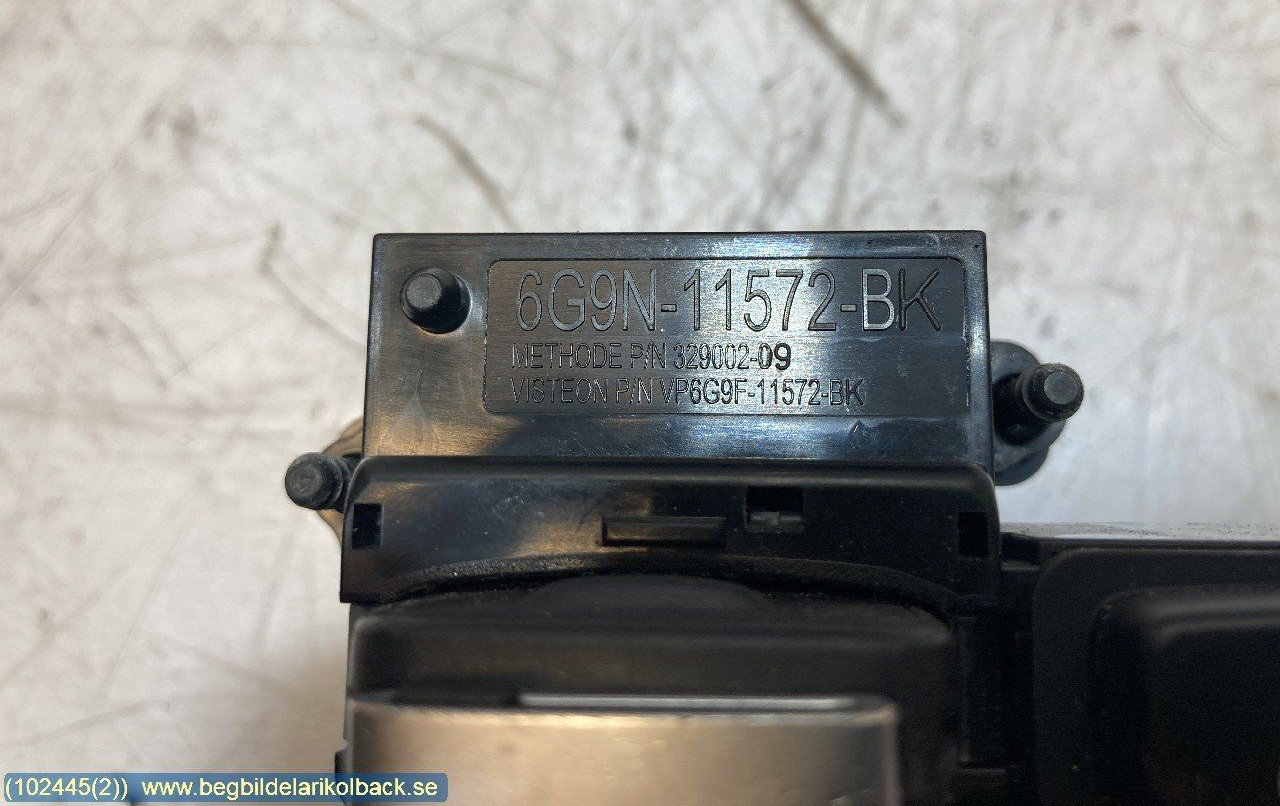 6G9N-11572-BK
METHODE P/N 329002-09
VISTEON P/N VP6G9F-11572-BK
(102445(2)) www.begbildelarikolback.se